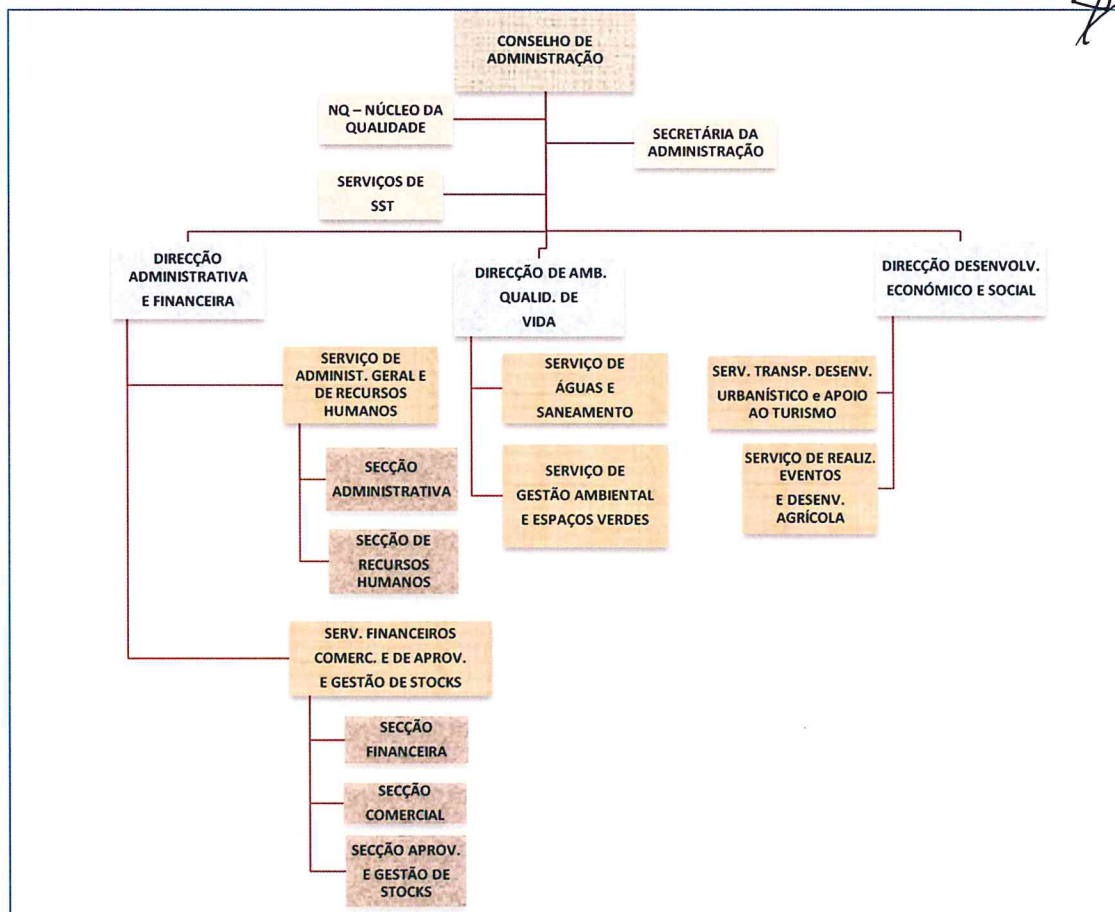 CONSELHO DE
ADMINISTRAÇÃO
NQ – NÚCLEO DA
QUALIDADE
SECRETÁRIA DA
ADMINISTRAÇÃO
SERVIÇOS DE
SST
DIRECÇÃO
ADMINISTRATIVA
E FINANCEIRA
DIRECÇÃO DE AMB.
QUALID. DE
VIDA
DIRECÇÃO DESENVOLV.
ECONÓMICO E SOCIAL
SERVIÇO DE
ADMINIST. GERAL E
DE RECURSOS
HUMANOS
SECÇÃO
ADMINISTRATIVA
SECÇÃO DE
RECURSOS
HUMANOS
SERV. FINANCEIROS
COMERC. E DE APROV.
E GESTÃO DE STOCKS
SECÇÃO
FINANCEIRA
SECÇÃO
COMERCIAL
SECÇÃO APROV.
E GESTÃO DE
STOCKS
SERVIÇO DE
ÁGUAS E
SANEAMENTO
SERVIÇO DE
GESTÃO AMBIENTAL
E ESPAÇOS VERDES
SERV. TRANSP. DESENV.
URBANÍSTICO e APOIO
AO TURISMO
SERVIÇO DE REALIZ.
EVENTOS
E DESENV.
AGRÍCOLA